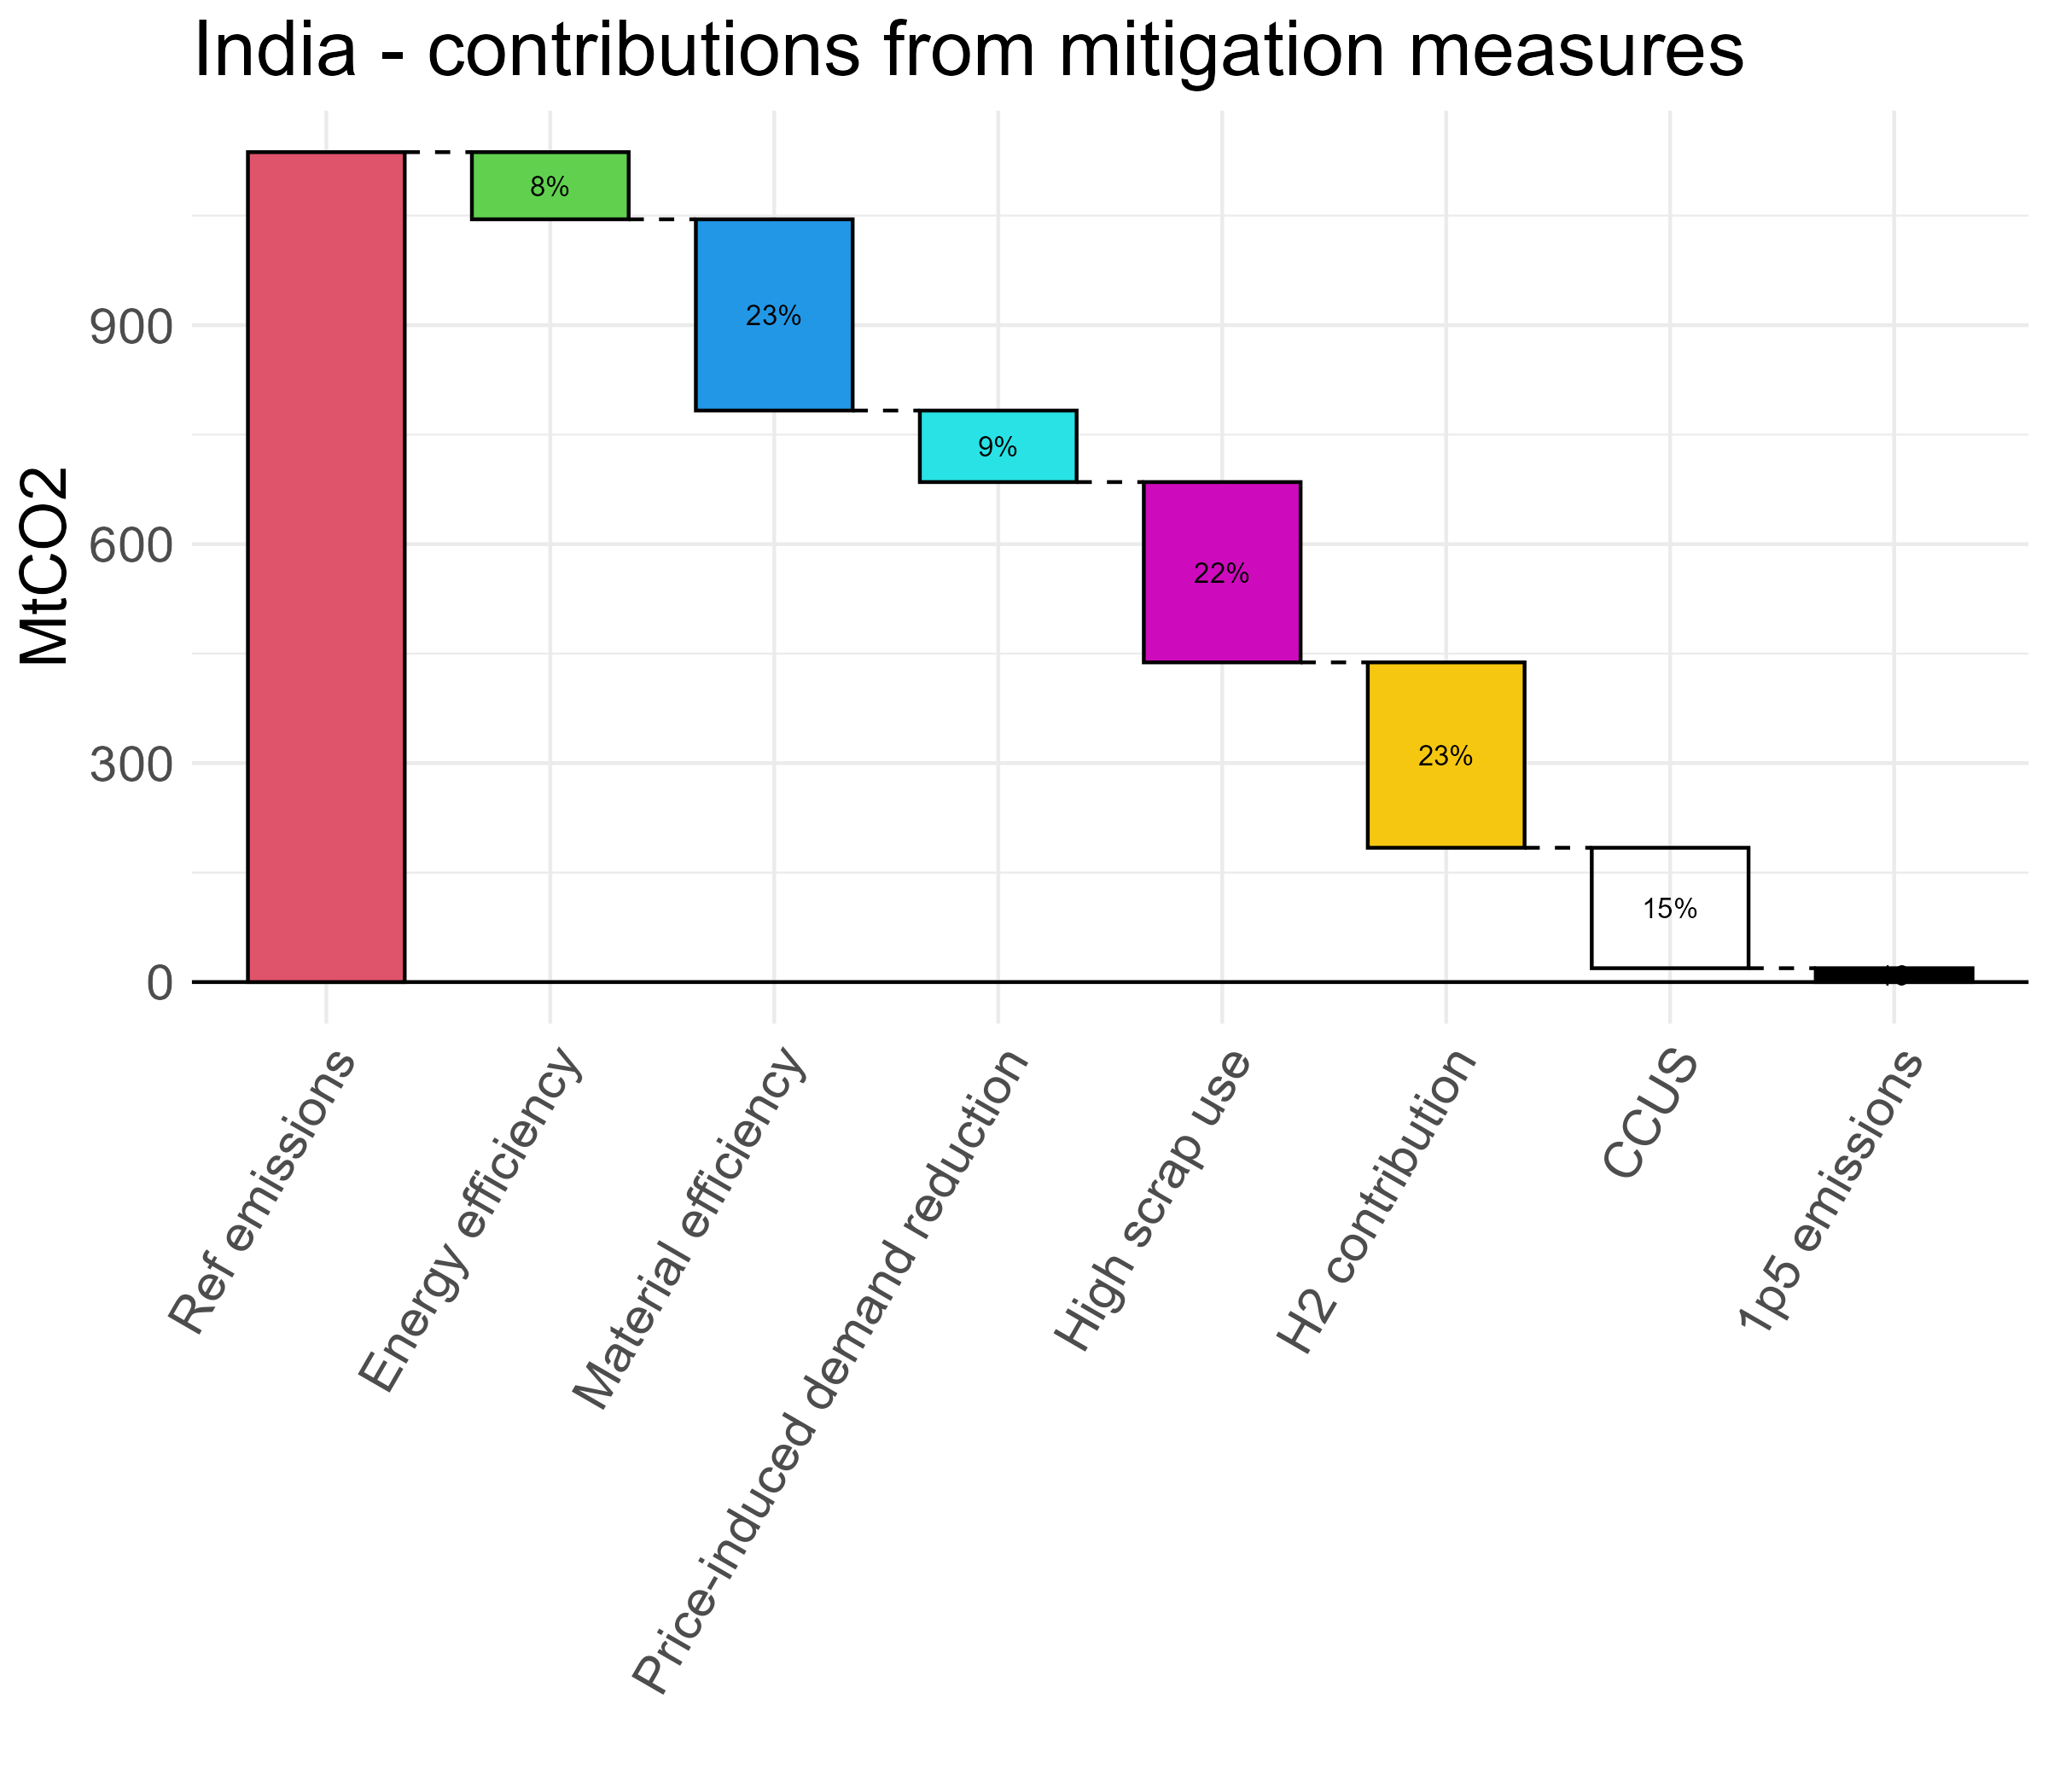 India - contributions from mitigation measures
MtCO2
900
600
300
0
8%
23%
9%
22%
23%
15%
Ref emissions
Energy efficiency
Material efficiency
Price-induced demand reduction
High scrap use
H2 contribution
CCUS
1p5 emissions